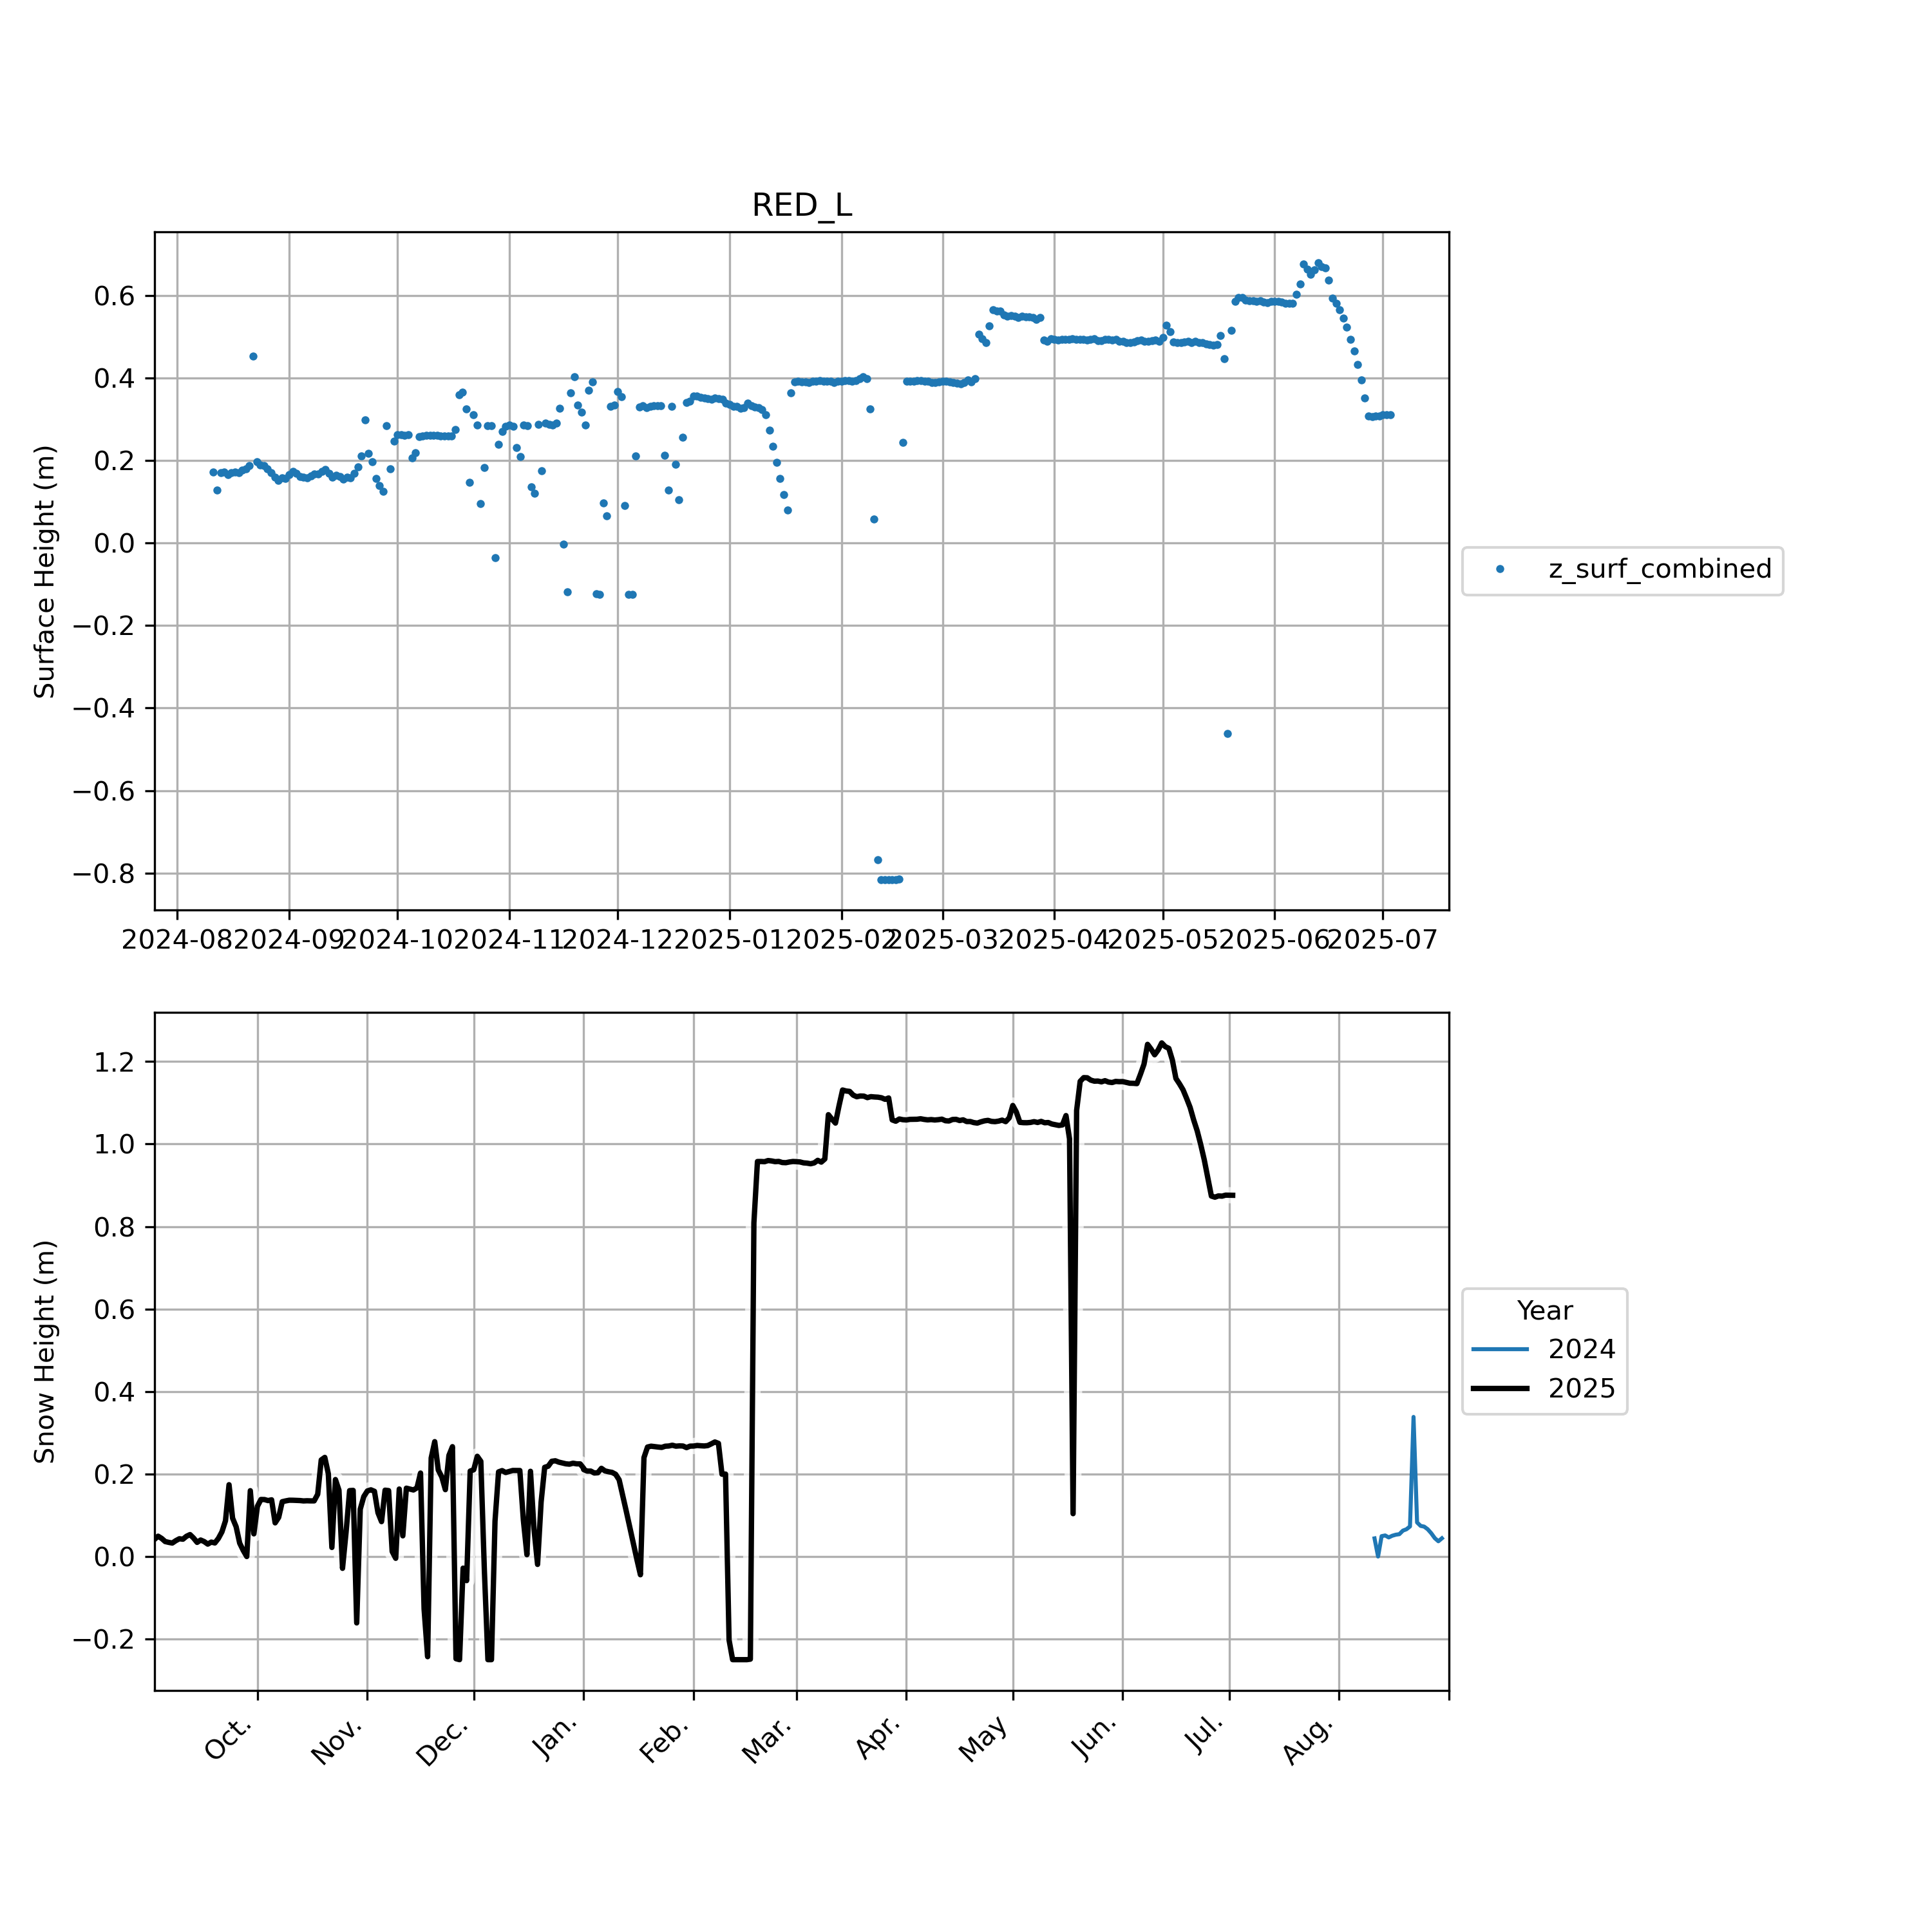 RED_L
Surface Height (m)
0.6
0.4
0.2
0.0
−0.2
−0.4
−0.6
−0.8
2024-08 2024-09 2024-10 2024-11 2024-12 2025-01 2025-02 2025-03 2025-04 2025-05 2025-06 2025-07
z_surf_combined
Snow Height (m)
1.2
1.0
0.8
0.6
0.4
0.2
0.0
−0.2
Oct. Nov. Dec. Jan. Feb. Mar. Apr. May Jun. Jul. Aug.
Year
2024
2025